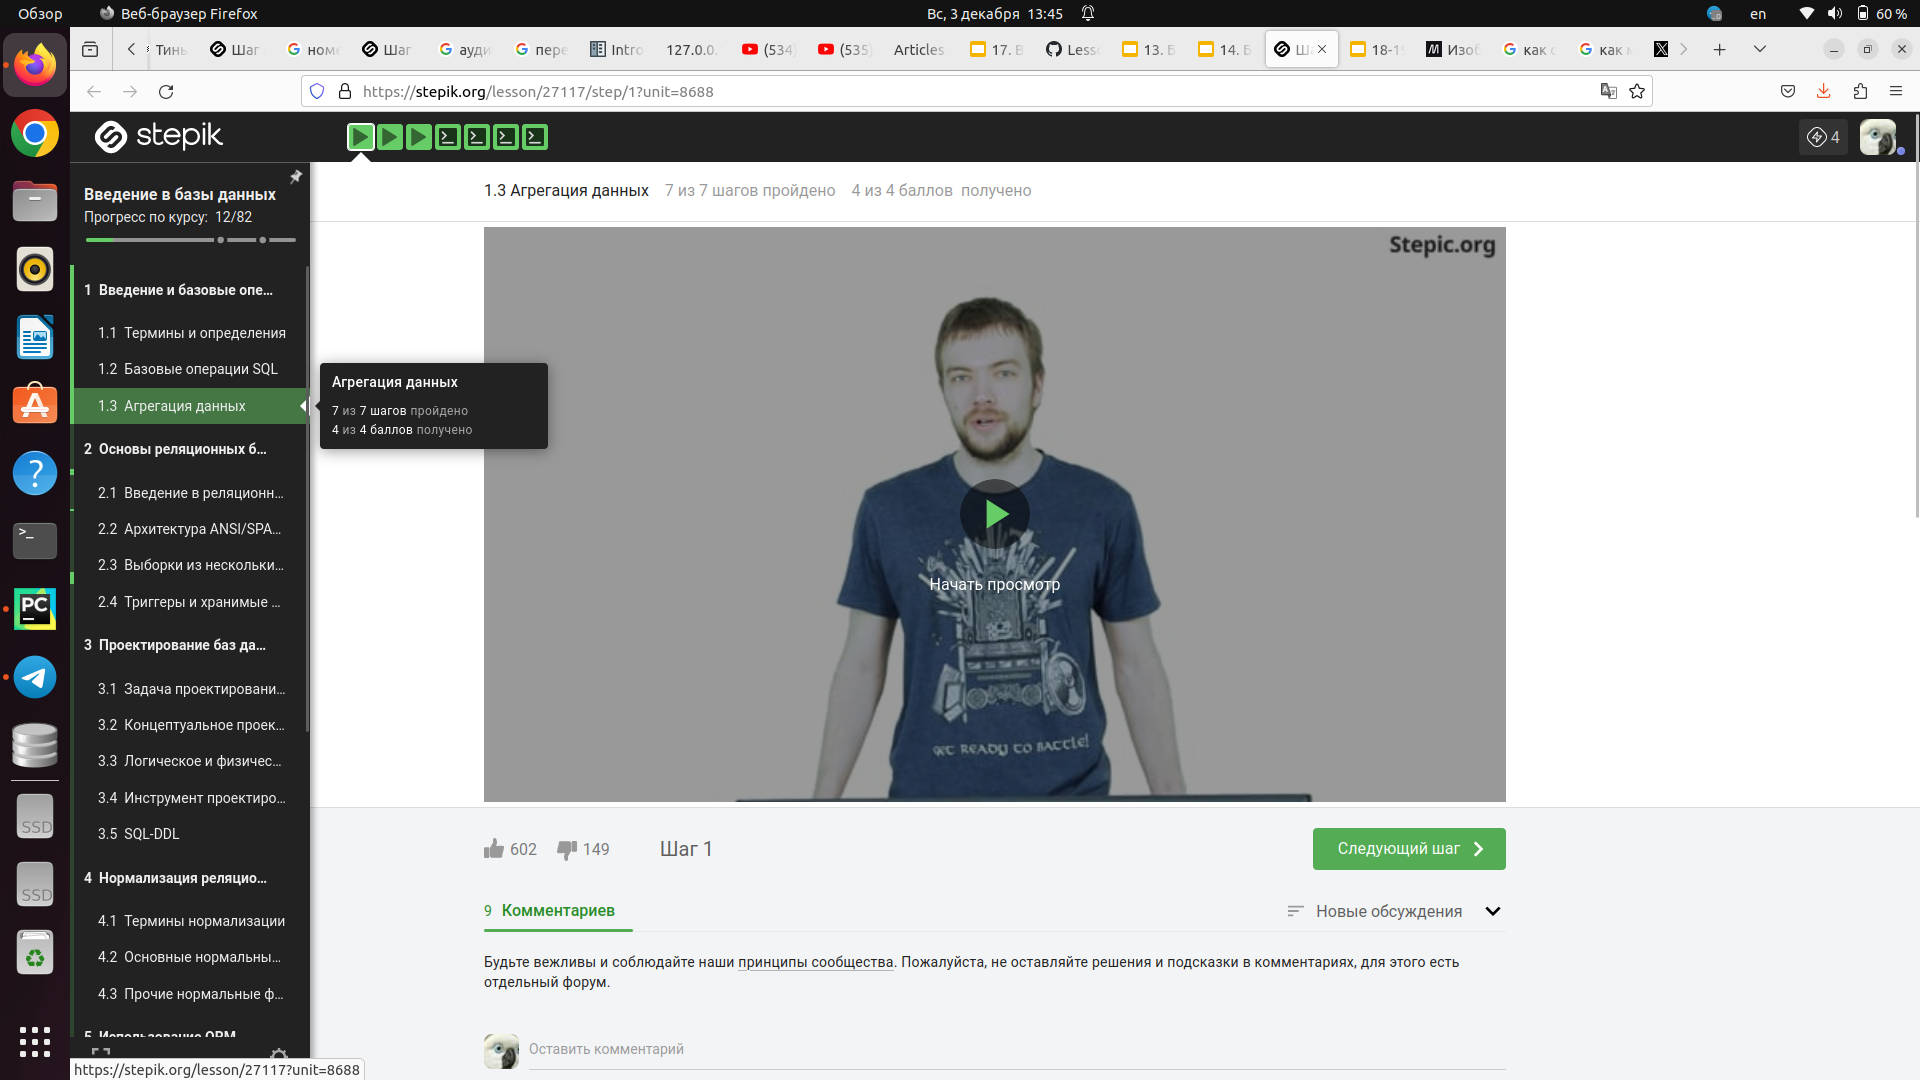 Обзор
Веб-браузер Firefox
Вс, 3 декабря 13:45
en
60 %
Тинь
Шаг
номе
Шаг
ауди
пере
Intro
127.0.0.
(534)
(535)
Articles
17. Б
Lesso
13. Б
14. Б
Ша
18-19
Изоб
как с
как м
https://stepik.org/lesson/27117/step/1?unit=8688
stepik
4
Введение в базы данных
Прогресс по курсу: 12/82
1 Введение и базовые опе...
1.1 Термины и определения
1.2 Базовые операции SQL
1.3 Агрегация данных
2 Основы реляционных б...
2.1 Введение в реляционн...
2.2 Архитектура ANSI/SPA...
2.3 Выборки из нескольки...
2.4 Триггеры и хранимые ...
3 Проектирование баз да...
3.1 Задача проектировани...
3.2 Концептуальное проек...
3.3 Логическое и физичес...
3.4 Инструмент проектиро...
3.5 SQL-DDL
4 Нормализация реляцио...
4.1 Термины нормализации
4.2 Основные нормальны...
4.3 Прочие нормальные ф...
5 Использование ORM
https://stepik.org/lesson/27117?unit=8688
Агрегация данных
7 из 7 шагов пройдено
4 из 4 баллов получено
1.3 Агрегация данных 7 из 7 шагов пройдено 4 из 4 баллов получено
Stepic.org
Начать просмотр
GET READY TO BATTLE!
602
149
Шаг 1
Следующий шаг
9 Комментариев
Новые обсуждения
Будьте вежливы и соблюдайте наши принципы сообщества. Пожалуйста, не оставляйте решения и подсказки в комментариях, для этого есть
отдельный форум.
Оставить комментарий
PC
SSD
SSD